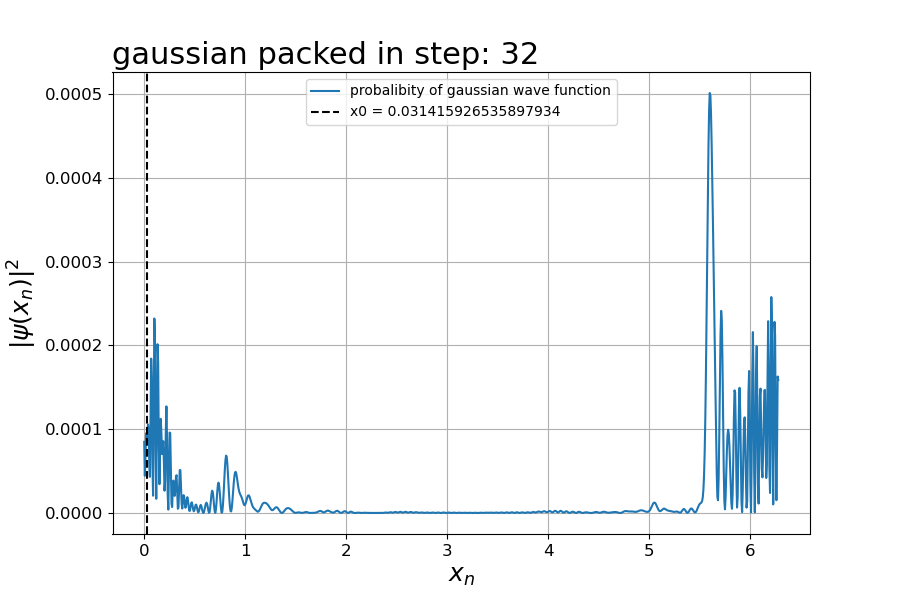 gaussian packed in step: 32
probalibity of gaussian wave function
x0 = 0.031415926535897934
0.0005
0.0004
0.0003
0.0002
0.0001
0.0000
|ψ(xₙ)|²
0 1 2 3 4 5 6
xₙ